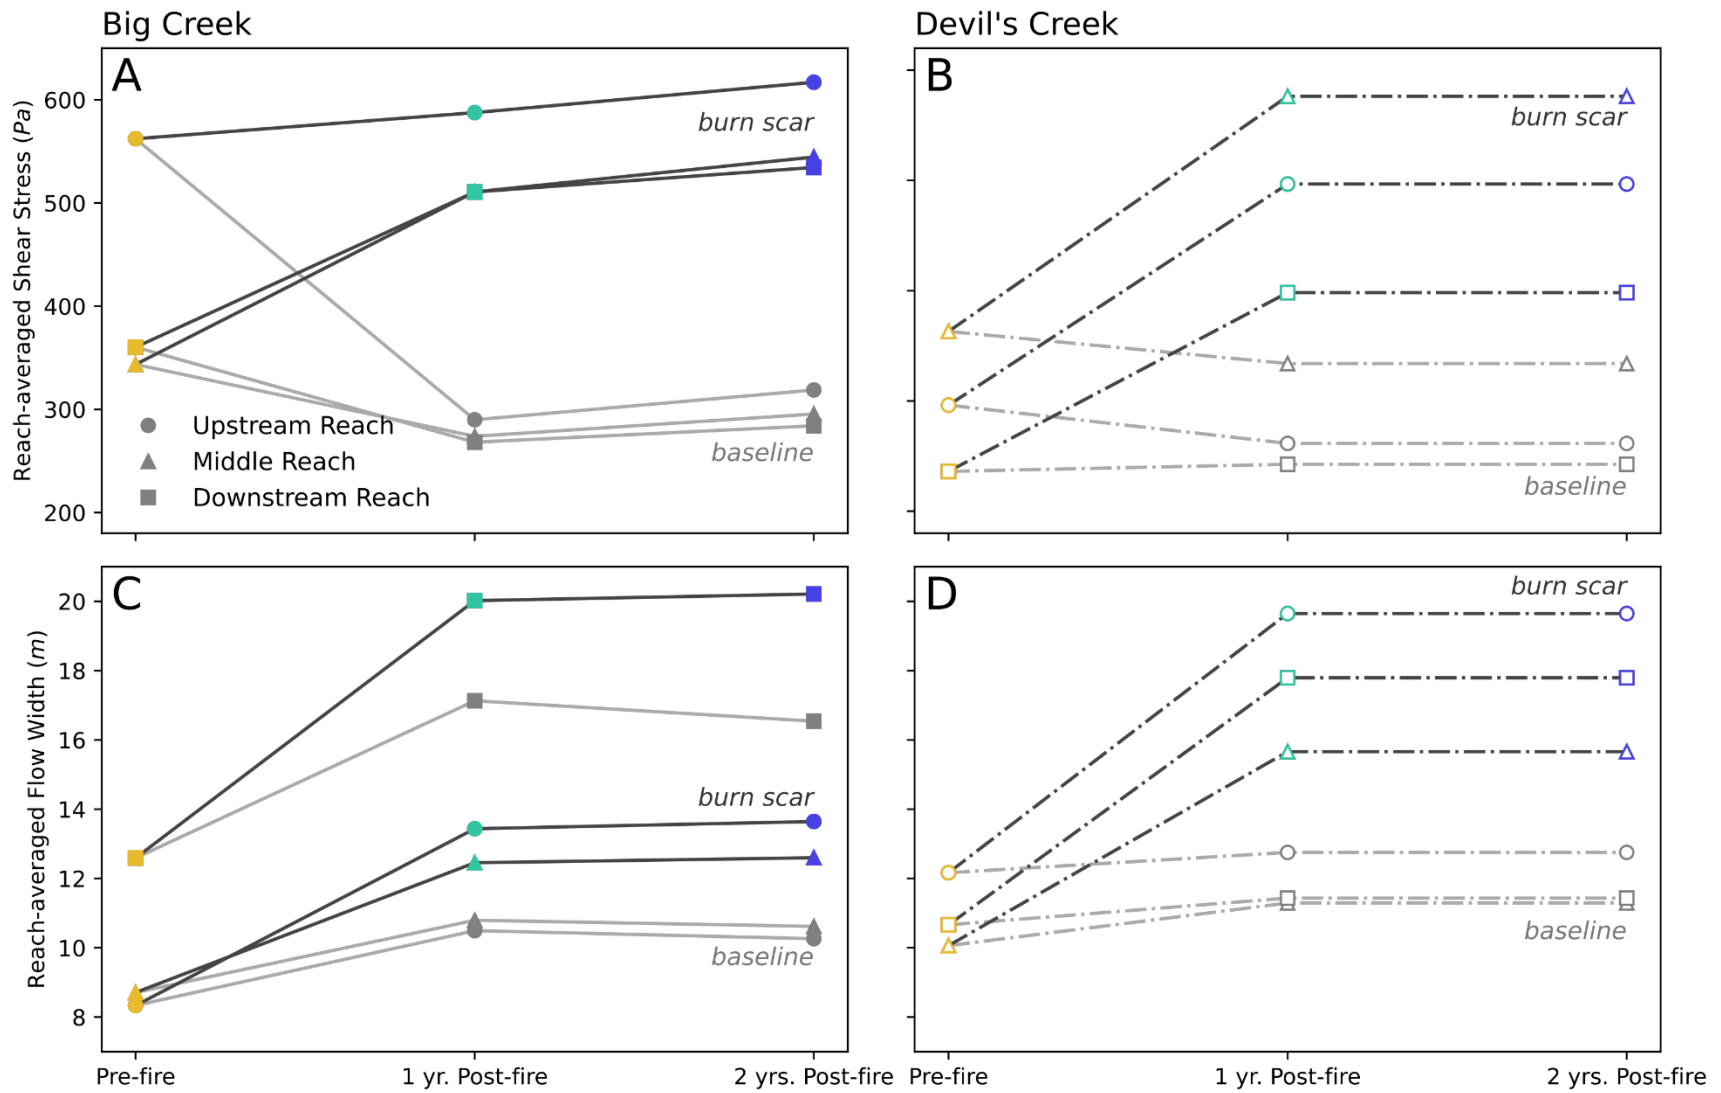 Big Creek
Devil's Creek
A
B
Reach-averaged Shear Stress (Pa)
600
500
400
300
200
burn scar
baseline
Upstream Reach
Middle Reach
Downstream Reach
burn scar
baseline
C
D
Reach-averaged Flow Width (m)
20
18
16
14
12
10
8
burn scar
baseline
burn scar
baseline
Pre-fire
1 yr. Post-fire
2 yrs. Post-fire
Pre-fire
1 yr. Post-fire
2 yrs. Post-fire